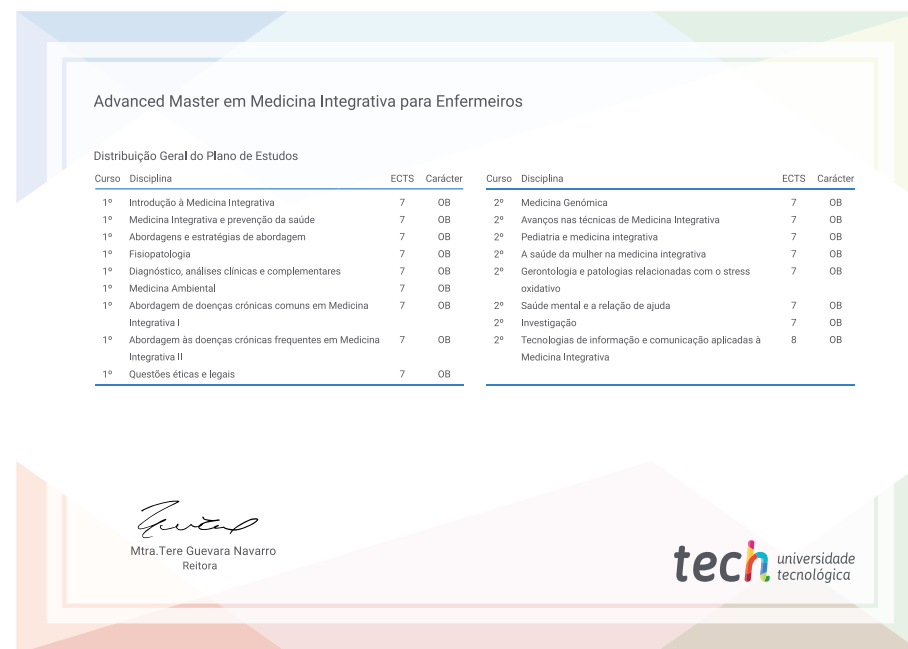 Advanced Master em Medicina Integrativa para Enfermeiros
Distribuição Geral do Plano de Estudos
Curso Disciplina ECTS Carácter
1º Introdução à Medicina Integrativa 7 OB
1º Medicina Integrativa e prevenção da saúde 7 OB
1º Abordagens e estratégias de abordagem 7 OB
1º Fisiopatologia 7 OB
1º Diagnóstico, análises clínicas e complementares 7 OB
1º Medicina Ambiental 7 OB
1º Abordagem de doenças crónicas comuns em Medicina 7 OB
Integrativa I
1º Abordagem às doenças crónicas frequentes em Medicina 7 OB
Integrativa II
1º Questões éticas e legais 7 OB
Curso Disciplina ECTS Carácter
2º Medicina Genómica 7 OB
2º Avanços nas técnicas de Medicina Integrativa 7 OB
2º Pediatria e medicina integrativa 7 OB
2º A saúde da mulher na medicina integrativa 7 OB
2º Gerontologia e patologias relacionadas com o stress 7 OB
oxidativo
2º Saúde mental e a relação de ajuda 7 OB
2º Investigação 7 OB
2º Tecnologias de informação e comunicação aplicadas à 8 OB
Medicina Integrativa
Mtra.Tere Guevara Navarro
Reitora
tech universidade
tecnológica